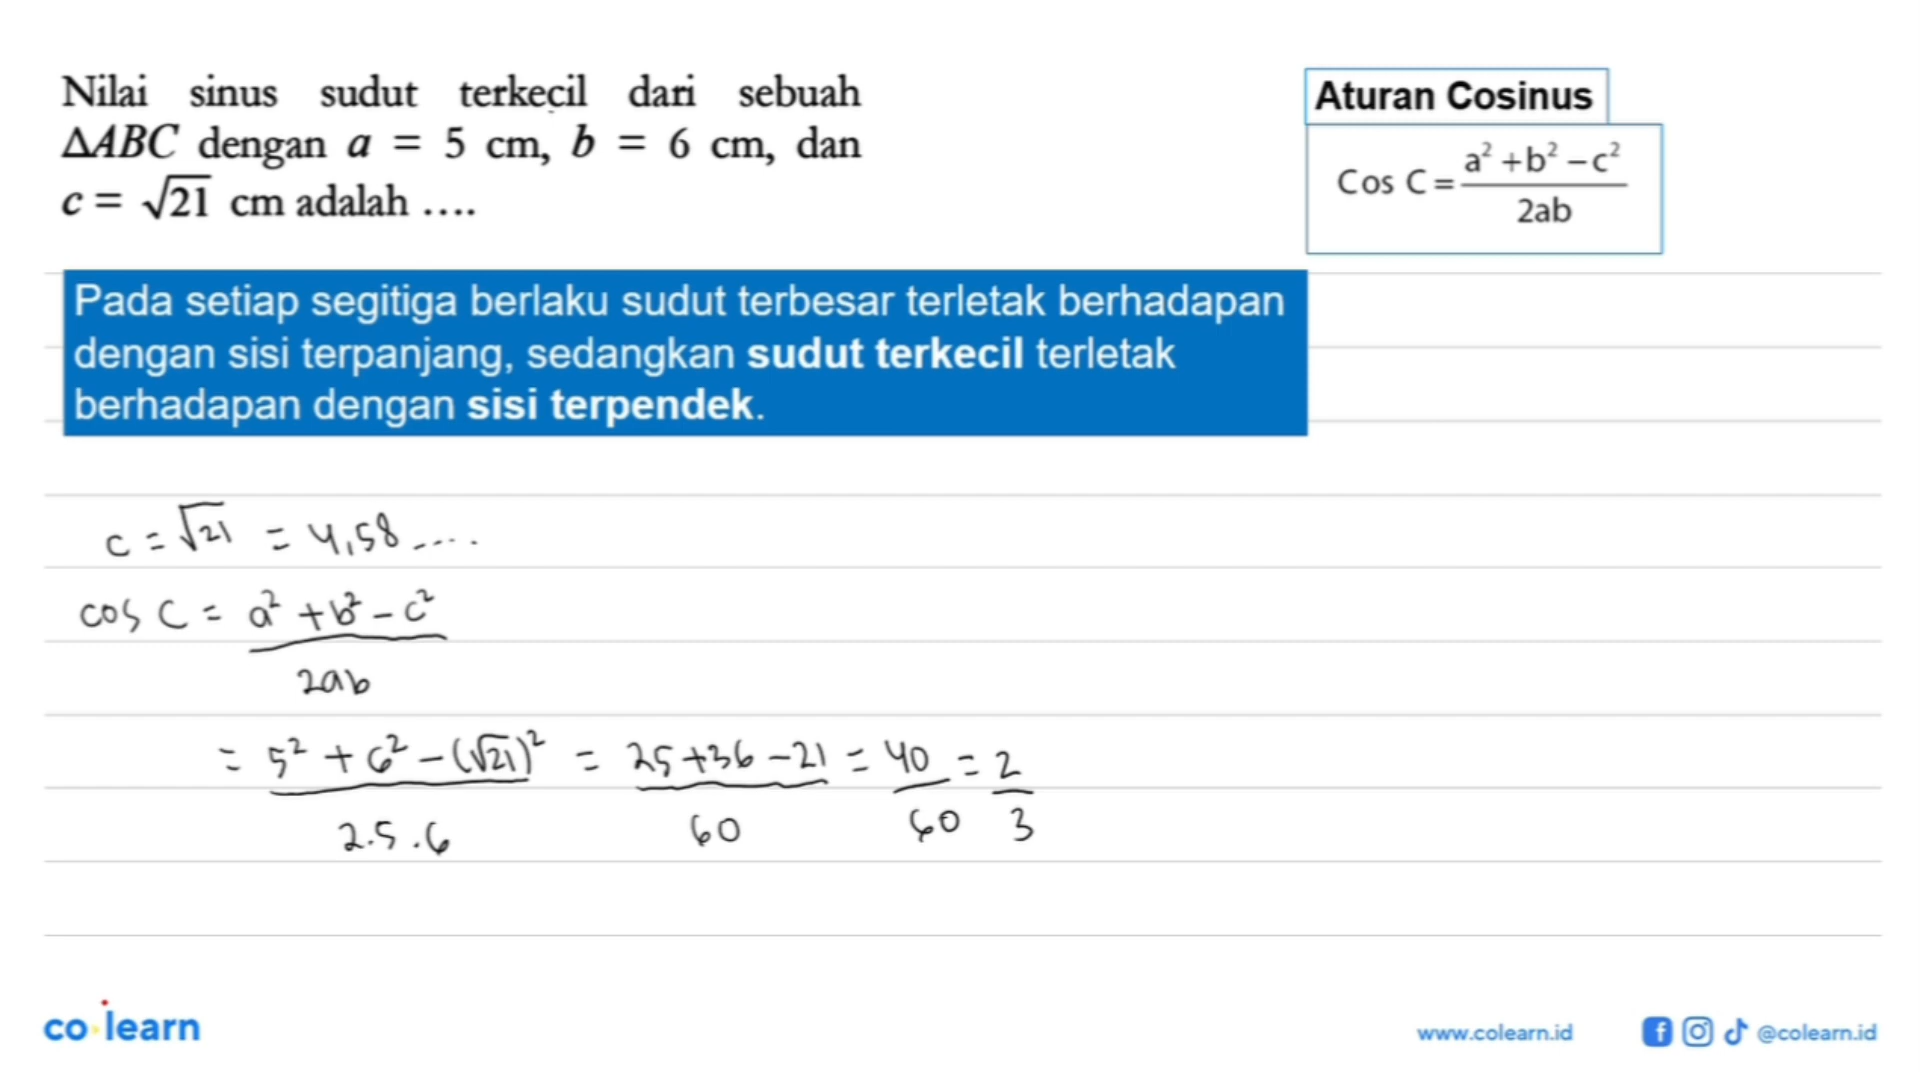 Nilai sinus sudut terkecil dari sebuah
ΔABC dengan a = 5 cm, b = 6 cm, dan
c = √21 cm adalah ....
Aturan Cosinus
Cos C = (a² + b² − c²)/(2ab)
Pada setiap segitiga berlaku sudut terbesar terletak berhadapan
dengan sisi terpanjang, sedangkan sudut terkecil terletak
berhadapan dengan sisi terpendek.
c = √21 = 4,58 ....
cos C = (a² + b² − c²)/(2ab)
= (5² + 6² − (√21)²)/(2.5.6) = (25+36−21)/60 = 40/60 = 2/3
colearn
www.colearn.id
@colearn.id